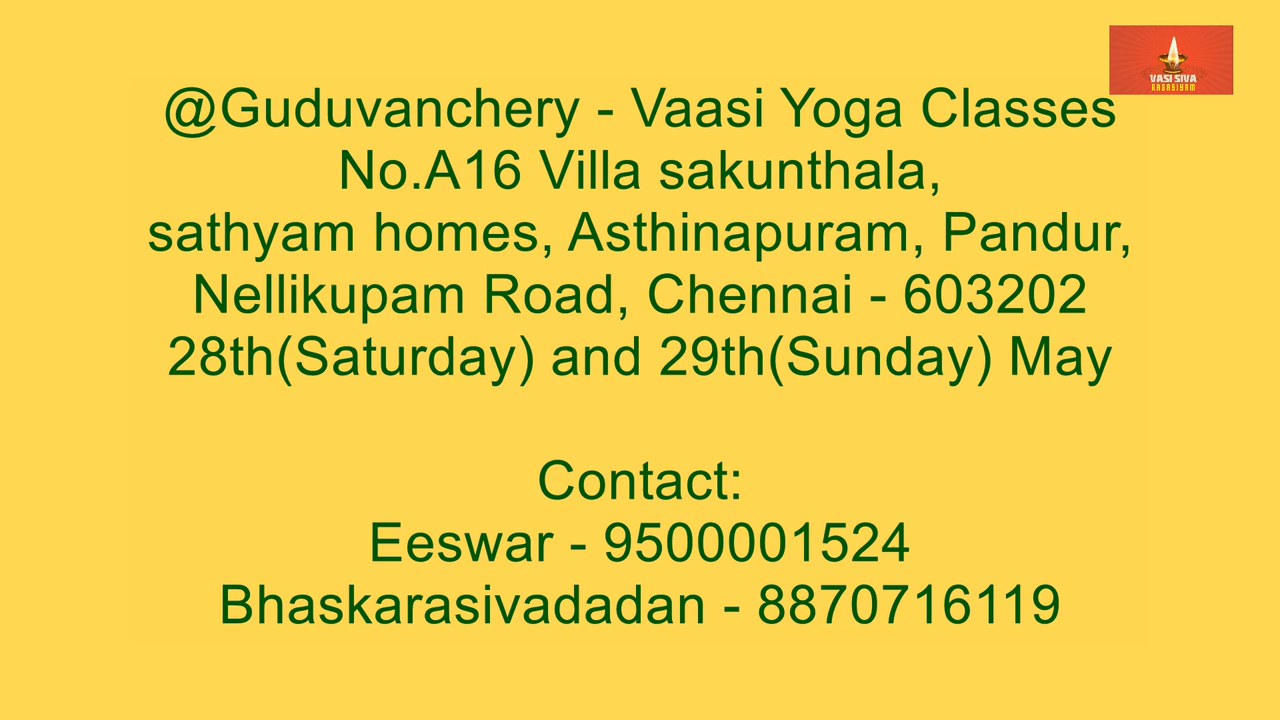 VASI SIVA
RAGASIYAM
@Guduvanchery - Vaasi Yoga Classes
No.A16 Villa sakunthala,
sathyam homes, Asthinapuram, Pandur,
Nellikupam Road, Chennai - 603202
28th(Saturday) and 29th(Sunday) May
Contact:
Eeswar - 9500001524
Bhaskarasivadadan - 8870716119